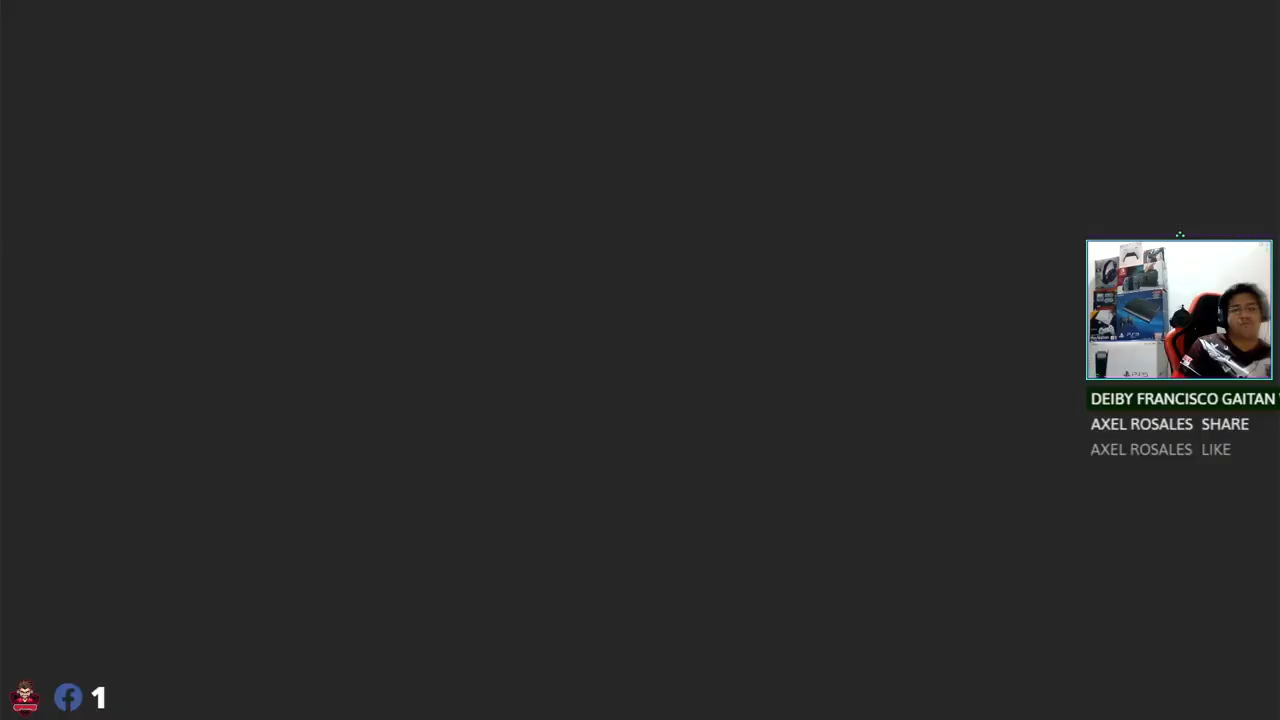 DEIBY FRANCISCO GAITAN
AXEL ROSALES SHARE
AXEL ROSALES LIKE
1